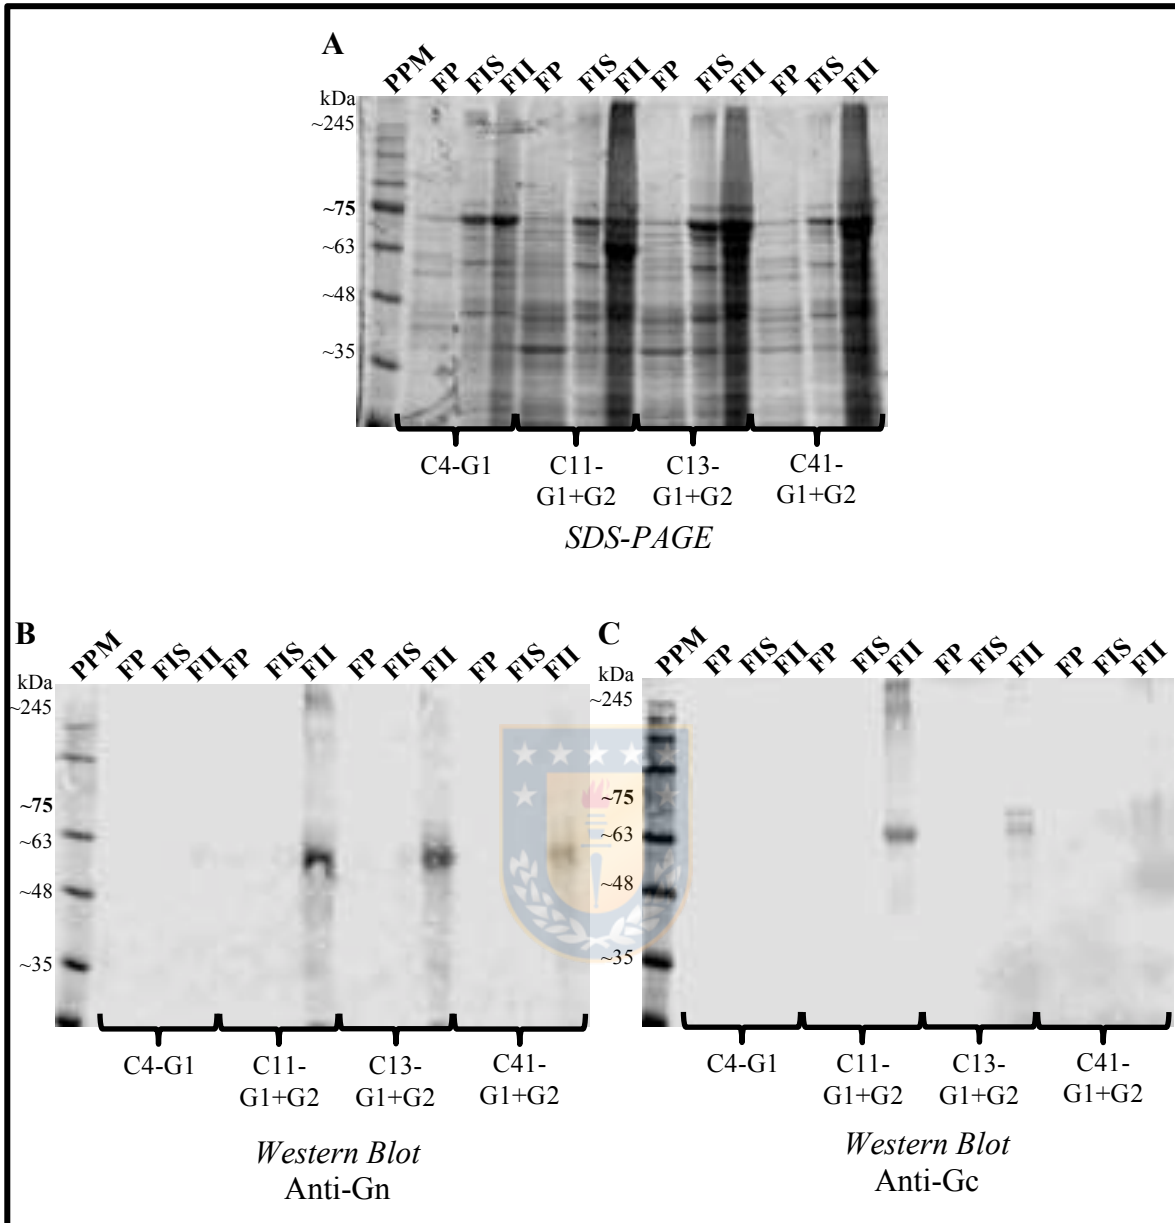 A
PPM FP FIS FII FP FIS FII FP FIS FII FP FIS FII
kDa
~245
~75
~63
~48
~35
C4-G1
C11-
G1+G2
C13-
G1+G2
C41-
G1+G2
SDS-PAGE
B
PPM FP FIS FII FP FIS FII FP FIS FII FP FIS FII
kDa
~245
~75
~63
~48
~35
C4-G1
C11-
G1+G2
C13-
G1+G2
C41-
G1+G2
Western Blot
Anti-Gn
C
PPM FP FIS FII FP FIS FII FP FIS FII FP FIS FII
kDa
~245
~75
~63
~48
~35
C4-G1
C11-
G1+G2
C13-
G1+G2
C41-
G1+G2
Western Blot
Anti-Gc